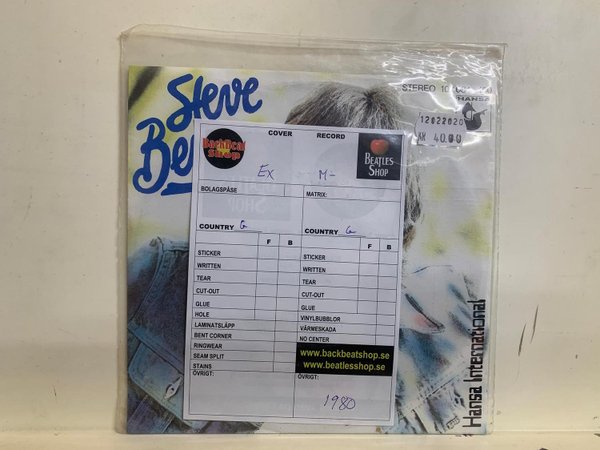 Steve
STEREO 10
HANSA
12022020
KR 40.00
COVER RECORD
Backbeat
Shop
BEATLES
SHOP
EX M-
BOLAGSPÅSE MATRIX:
COUNTRY G COUNTRY G
F B F B
STICKER STICKER
WRITTEN WRITTEN
TEAR TEAR
CUT-OUT CUT-OUT
GLUE GLUE
HOLE VINYLBUBBLOR
LAMINATSLÄPP VÄRMESKADA
BENT CORNER NO CENTER
RINGWEAR
www.backbeatshop.se
SEAM SPLIT
www.beatlesshop.se
STAINS
ÖVRIGT: ÖVRIGT:
1980
Hansa International